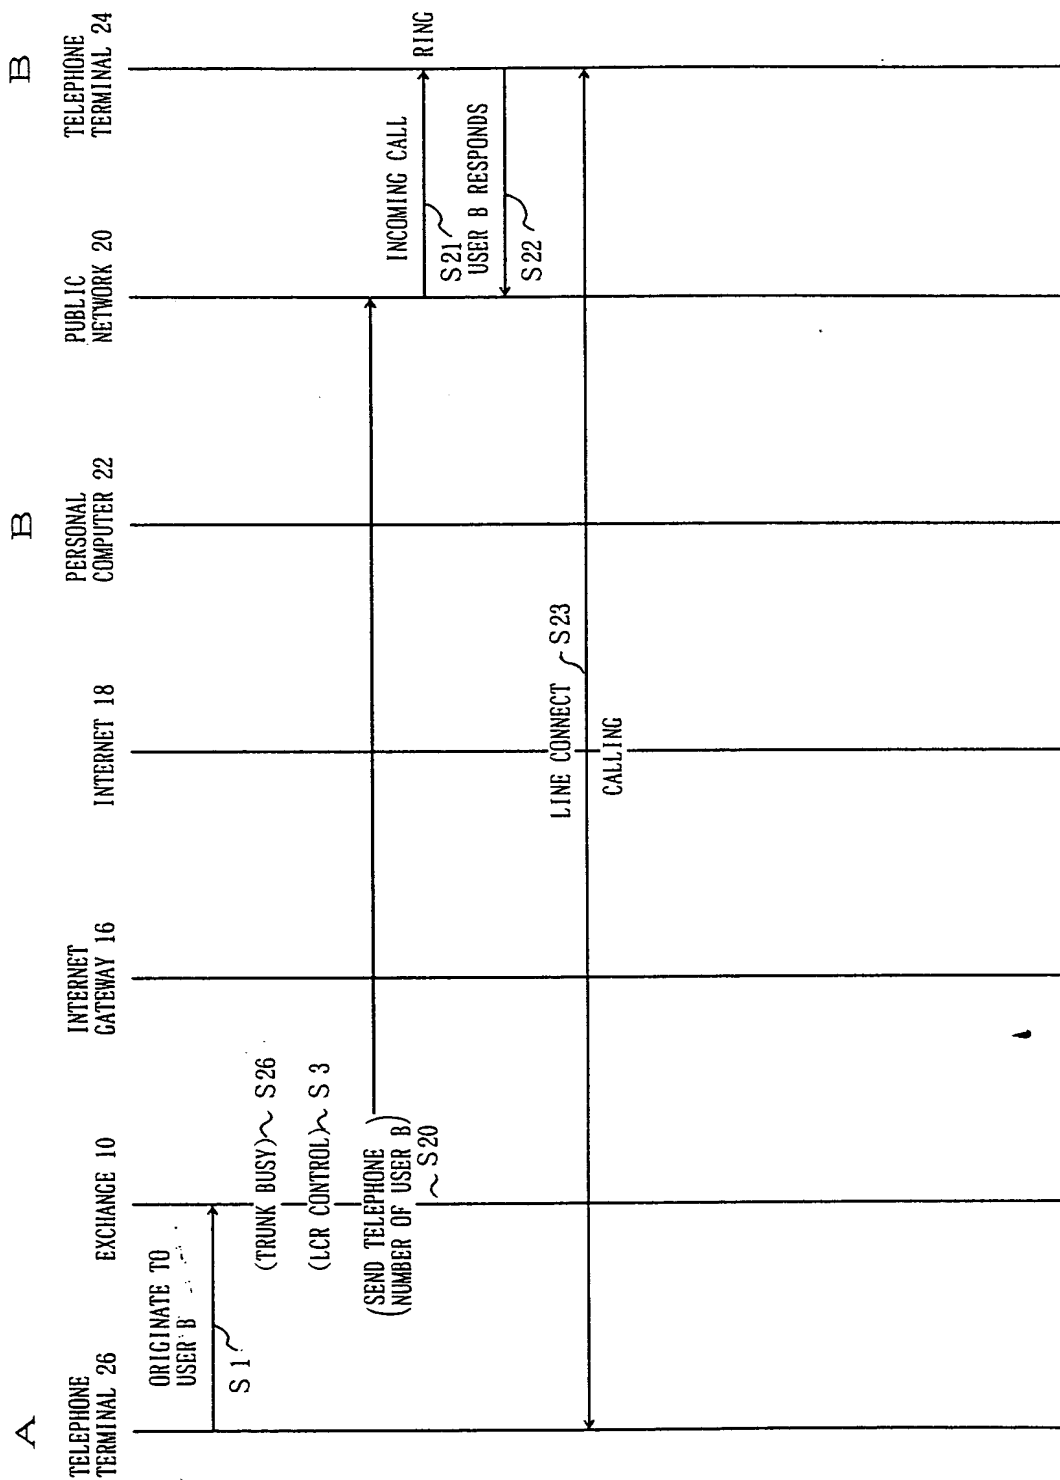 A
B
B
TELEPHONE
TERMINAL 26
EXCHANGE 10
INTERNET
GATEWAY 16
INTERNET 18
PERSONAL
COMPUTER 22
PUBLIC
NETWORK 20
TELEPHONE
TERMINAL 24
ORIGINATE TO
USER B
S1
(TRUNK BUSY) S26
(LCR CONTROL) S3
(SEND TELEPHONE
NUMBER OF USER B)
S20
INCOMING CALL
RING
S21
USER B RESPONDS
S22
LINE CONNECT S23
CALLING